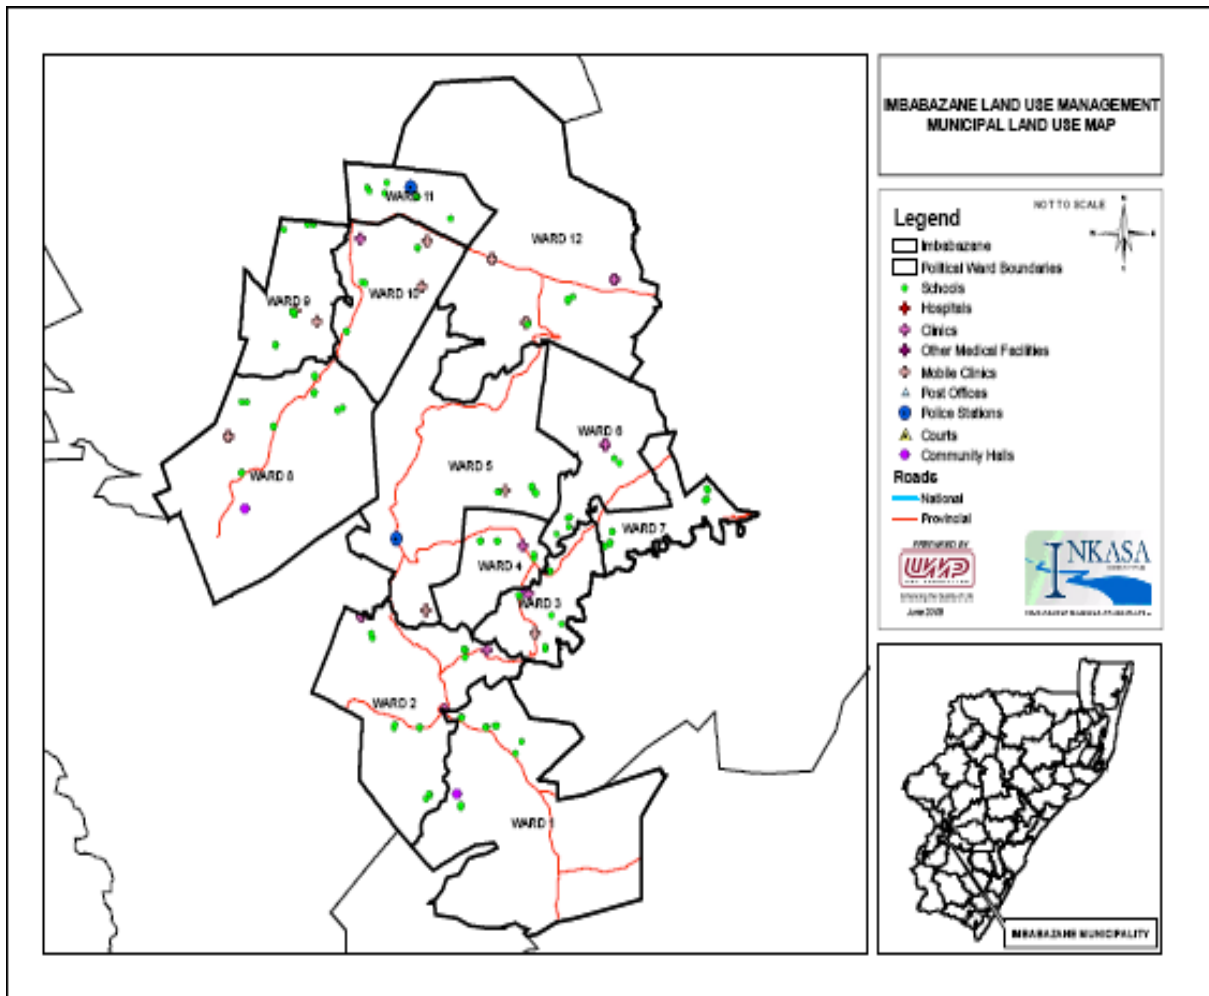 IMBABAZANE LAND USE MANAGEMENT
MUNICIPAL LAND USE MAP
Legend
NOT TO SCALE
Imbabazane
Political Ward Boundaries
Schools
Hospitals
Clinics
Other Medical Facilities
Mobile Clinics
Post Offices
Police Stations
Courts
Community Halls
Roads
National
Provincial
PREPARED BY
INKASA
WARD 11
WARD 12
WARD 9
WARD 10
WARD 6
WARD 5
WARD 8
WARD 7
WARD 4
WARD 3
WARD 2
WARD 1
IMBABAZANE MUNICIPALITY